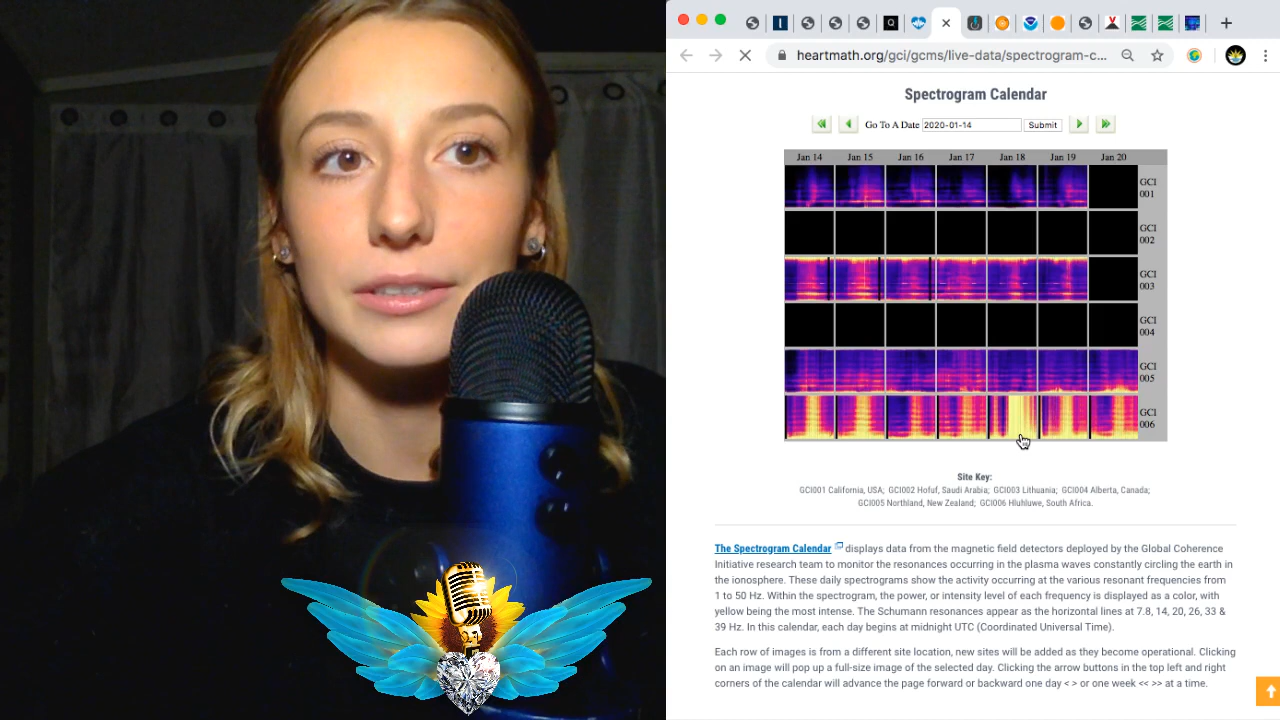 heartmath.org/gci/gcms/live-data/spectrogram-c...
Spectrogram Calendar
Go To A Date 2020-01-14 Submit
Jan 14 Jan 15 Jan 16 Jan 17 Jan 18 Jan 19 Jan 20
GCI
001
GCI
002
GCI
003
GCI
004
GCI
005
GCI
006
Site Key:
GCI001 California, USA; GCI002 Hofuf, Saudi Arabia; GCI003 Lithuania; GCI004 Alberta, Canada;
GCI005 Northland, New Zealand; GCI006 Hluhluwe, South Africa.
The Spectrogram Calendar displays data from the magnetic field detectors deployed by the Global Coherence
Initiative research team to monitor the resonances occurring in the plasma waves constantly circling the earth in
the ionosphere. These daily spectrograms show the activity occurring at the various resonant frequencies from
1 to 50 Hz. Within the spectrogram, the power, or intensity level of each frequency is displayed as a color, with
yellow being the most intense. The Schumann resonances appear as the horizontal lines at 7.8, 14, 20, 26, 33 &
39 Hz. In this calendar, each day begins at midnight UTC (Coordinated Universal Time).
Each row of images is from a different site location, new sites will be added as they become operational. Clicking
on an image will pop up a full-size image of the selected day. Clicking the arrow buttons in the top left and right
corners of the calendar will advance the page forward or backward one day < > or one week << >> at a time.